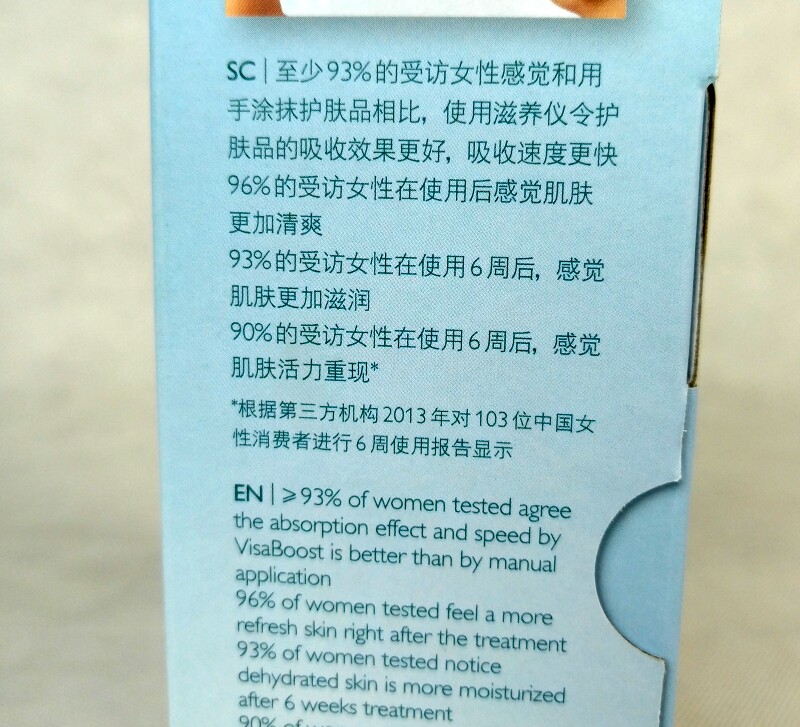 SC | 至少93%的受访女性感觉和用
手涂抹护肤品相比，使用滋养仪令护
肤品的吸收效果更好，吸收速度更快
96%的受访女性在使用后感觉肌肤
更加清爽
93%的受访女性在使用6周后，感觉
肌肤更加滋润
90%的受访女性在使用6周后，感觉
肌肤活力重现*
*根据第三方机构2013年对103位中国女
性消费者进行6周使用报告显示
EN | ⩾93% of women tested agree
the absorption effect and speed by
VisaBoost is better than by manual
application
96% of women tested feel a more
refresh skin right after the treatment
93% of women tested notice
dehydrated skin is more moisturized
after 6 weeks treatment
90% of